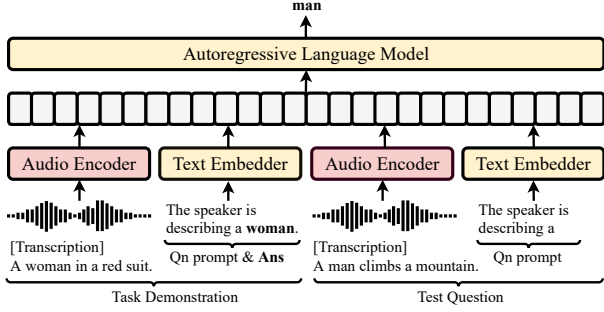 man
Autoregressive Language Model
Audio Encoder
Text Embedder
Audio Encoder
Text Embedder
The speaker is
describing a woman.
Qn prompt & Ans
The speaker is
describing a
Qn prompt
[Transcription]
A woman in a red suit.
[Transcription]
A man climbs a mountain.
Task Demonstration
Test Question